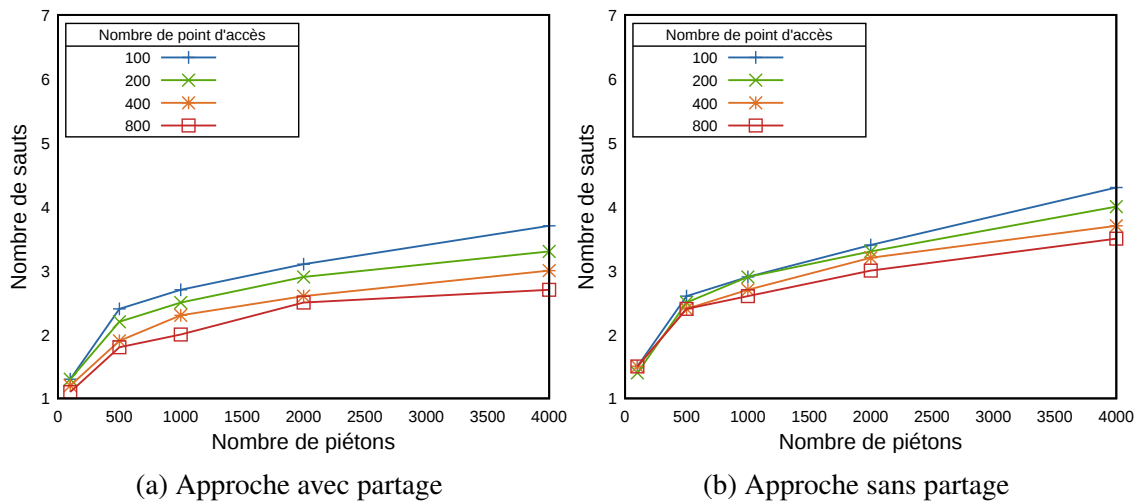 Nombre de point d'accès
100
200
400
800
7
6
5
4
3
2
1
Nombre de sauts
0 500 1000 1500 2000 2500 3000 3500 4000
Nombre de piétons
(a) Approche avec partage
Nombre de point d'accès
100
200
400
800
7
6
5
4
3
2
1
Nombre de sauts
0 500 1000 1500 2000 2500 3000 3500 4000
Nombre de piétons
(b) Approche sans partage